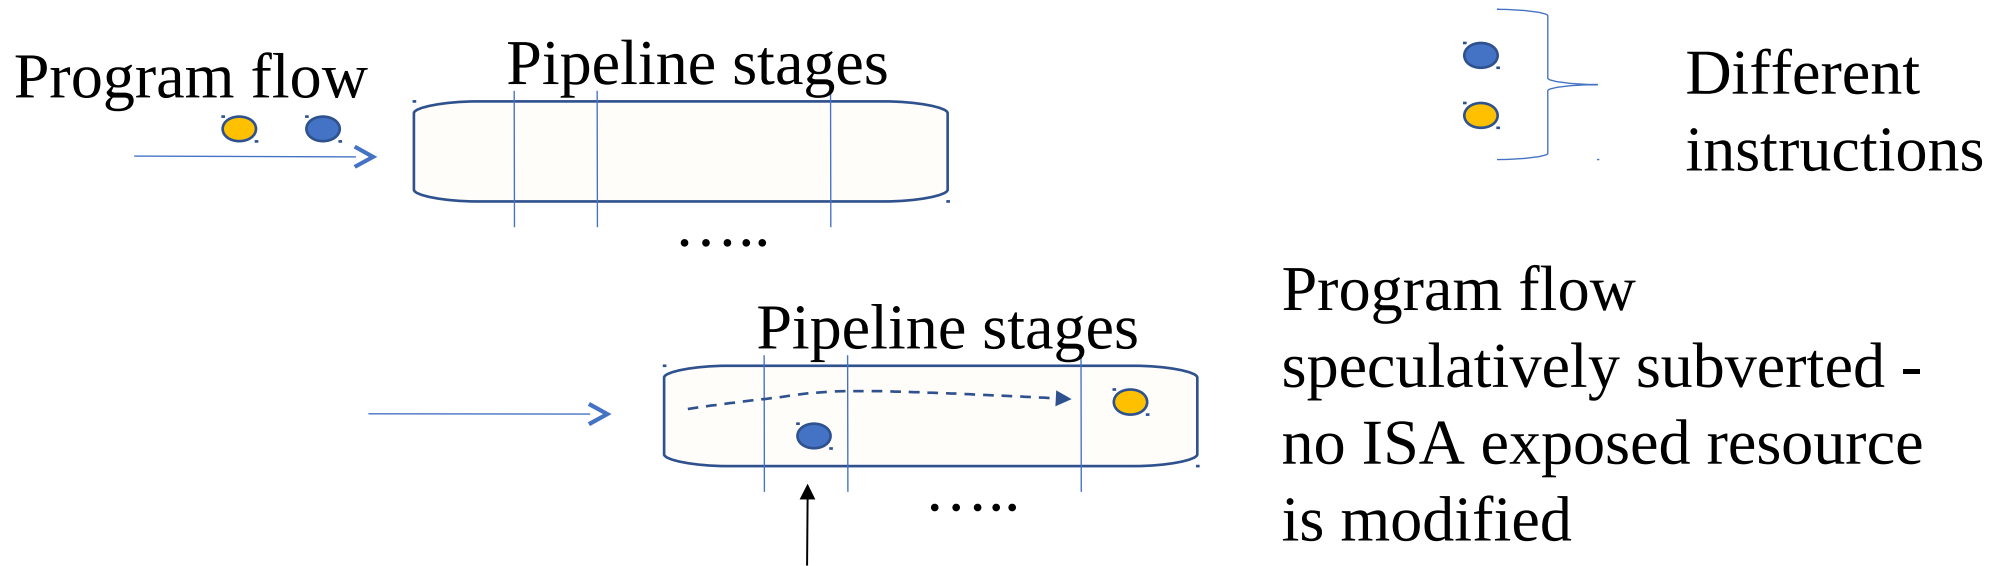 Program flow
Pipeline stages
Different
instructions
.....
Pipeline stages
.....
Program flow
speculatively subverted -
no ISA exposed resource
is modified